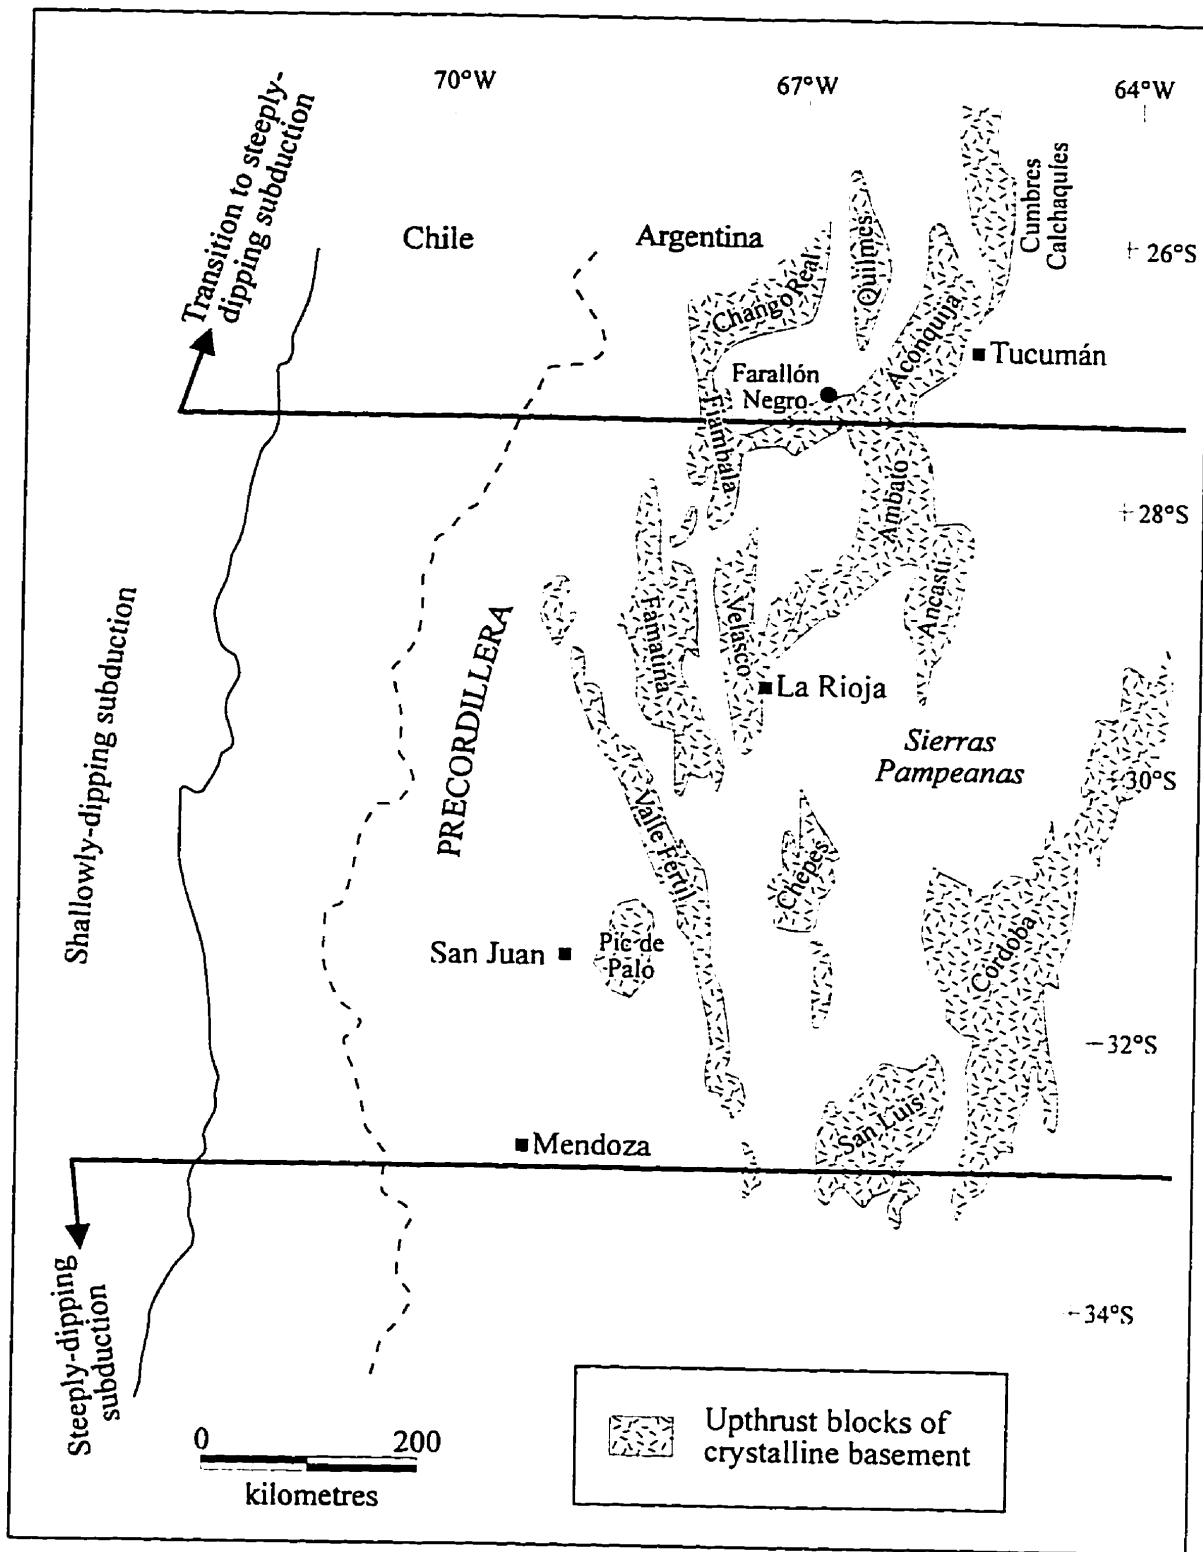 70°W
67°W
64°W
Transition to steeply-
dipping subduction
Chile
Argentina
Cumbres
Calchaquíes
26°S
Quilmes
Chango Real
Aconquija
Tucumán
Farallón
Negro
Fiambala
Ambato
28°S
Shallowly-dipping subduction
PRECORDILLERA
Famatina
Velasco
Ancasti
La Rioja
Sierras
Pampeanas
30°S
Valle Fertil
Chepes
San Juan
Pic de
Palo
Córdoba
32°S
San Luis
Mendoza
Steeply-dipping
subduction
34°S
0 200
kilometres
Upthrust blocks of
crystalline basement